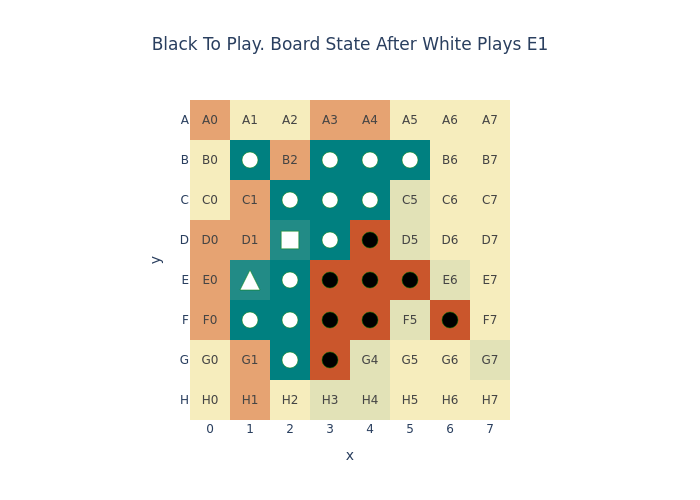 Black To Play. Board State After White Plays E1
A A0 A1 A2 A3 A4 A5 A6 A7
B B0 B2 B6 B7
C C0 C1 C5 C6 C7
D D0 D1 D5 D6 D7
y
E E0 E6 E7
F F0 F5 F7
G G0 G1 G4 G5 G6 G7
H H0 H1 H2 H3 H4 H5 H6 H7
0 1 2 3 4 5 6 7
x